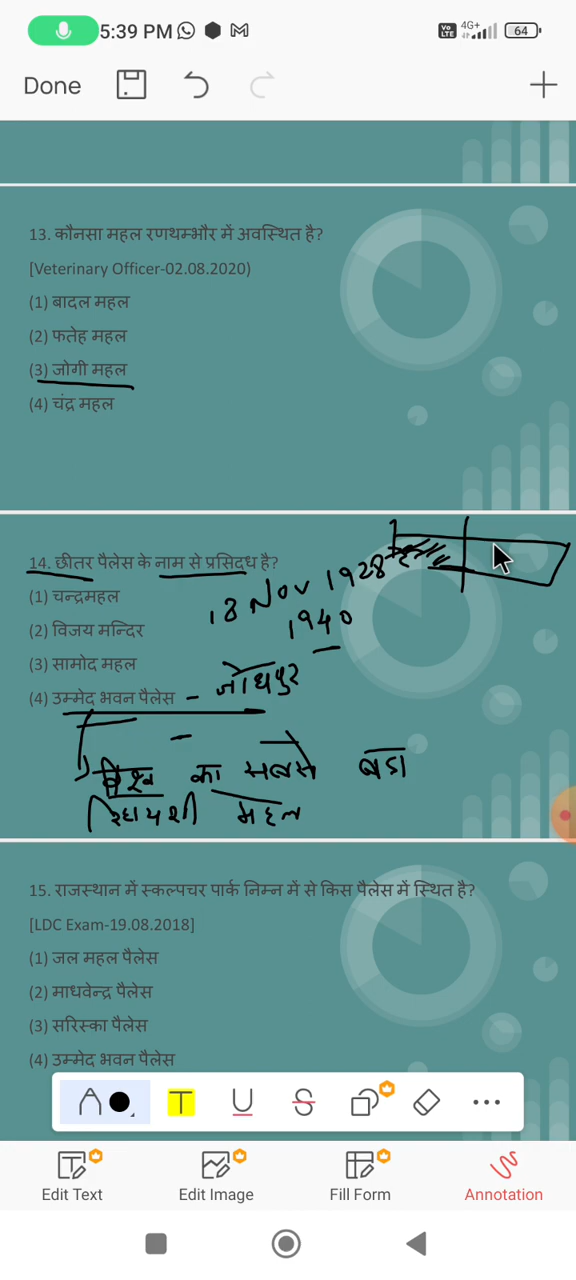 5:39 PM
4G+
Vo LTE
64
Done
13. कौनसा महल रणथम्भौर में अवस्थित है?
[Veterinary Officer-02.08.2020)
(1) बादल महल
(2) फतेह महल
(3) जोगी महल
(4) चंद्र महल
14. छीतर पैलेस के नाम से प्रसिद्ध है?
(1) चन्द्रमहल
18 Nov 1928
1940
(2) विजय मन्दिर
(3) सामोद महल
(4) उम्मेद भवन पैलेस - जोधपुर
विश्व का सबसे बडा
महल
15. राजस्थान में स्कल्पचर पार्क निम्न में से किस पैलेस में स्थित है?
[LDC Exam-19.08.2018]
(1) जल महल पैलेस
(2) माधवेन्द्र पैलेस
(3) सरिस्का पैलेस
(4) उम्मेद भवन पैलेस
T U S
Edit Text
Edit Image
Fill Form
Annotation